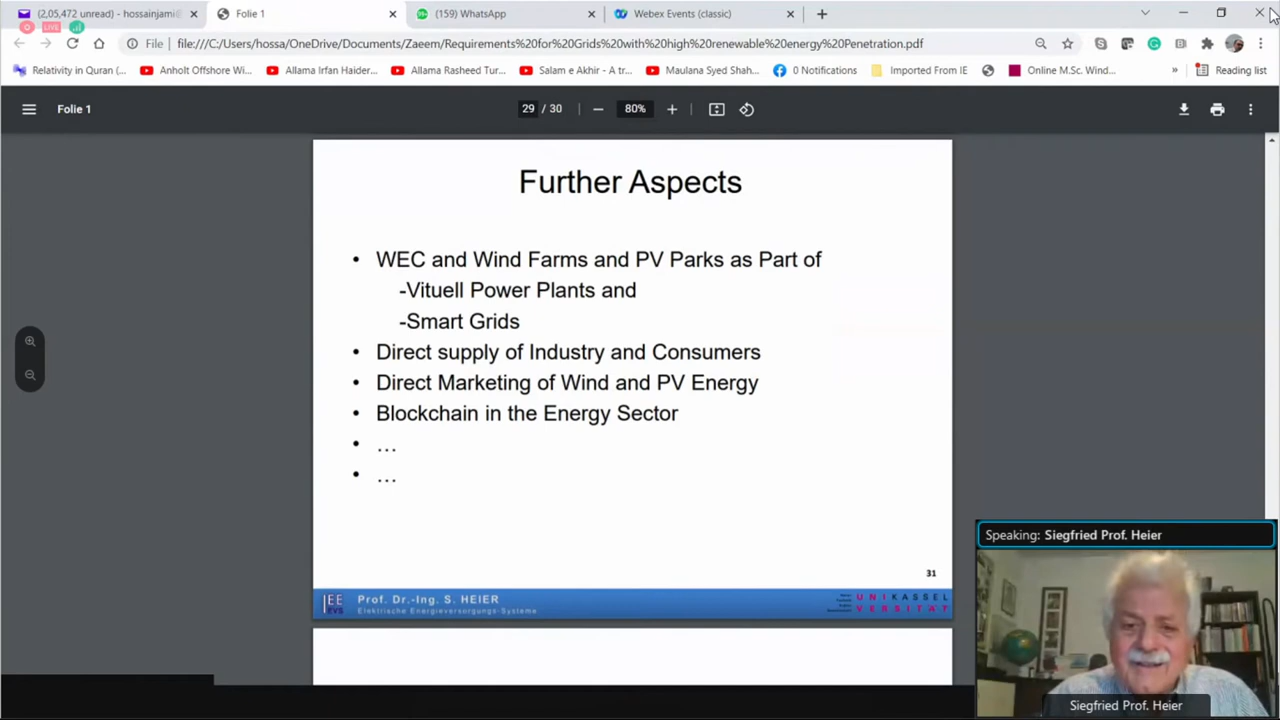 (2,05,472 unread) - hossainjami@
Folie 1
(159) WhatsApp
Webex Events (classic)
LIVE
File
file:///C:/Users/hossa/OneDrive/Documents/Zaeem/Requirements%20for%20Grids%20with%20high%20renewable%20energy%20Penetration.pdf
Relativity in Quran (...
Anholt Offshore Wi...
Allama Irfan Haider...
Allama Rasheed Tur...
Salam e Akhir - A tr...
Maulana Syed Shah...
0 Notifications
Imported From IE
Online M.Sc. Wind...
»
Reading list
Folie 1
29 / 30
80%
Further Aspects
• WEC and Wind Farms and PV Parks as Part of
-Vituell Power Plants and
-Smart Grids
• Direct supply of Industry and Consumers
• Direct Marketing of Wind and PV Energy
• Blockchain in the Energy Sector
• …
• …
31
IEE
EVS
Prof. Dr.-Ing. S. HEIER
Elektrische Energieversorgungs-Systeme
UNIKASSEL
VERSITÄT
Speaking: Siegfried Prof. Heier
Siegfried Prof. Heier